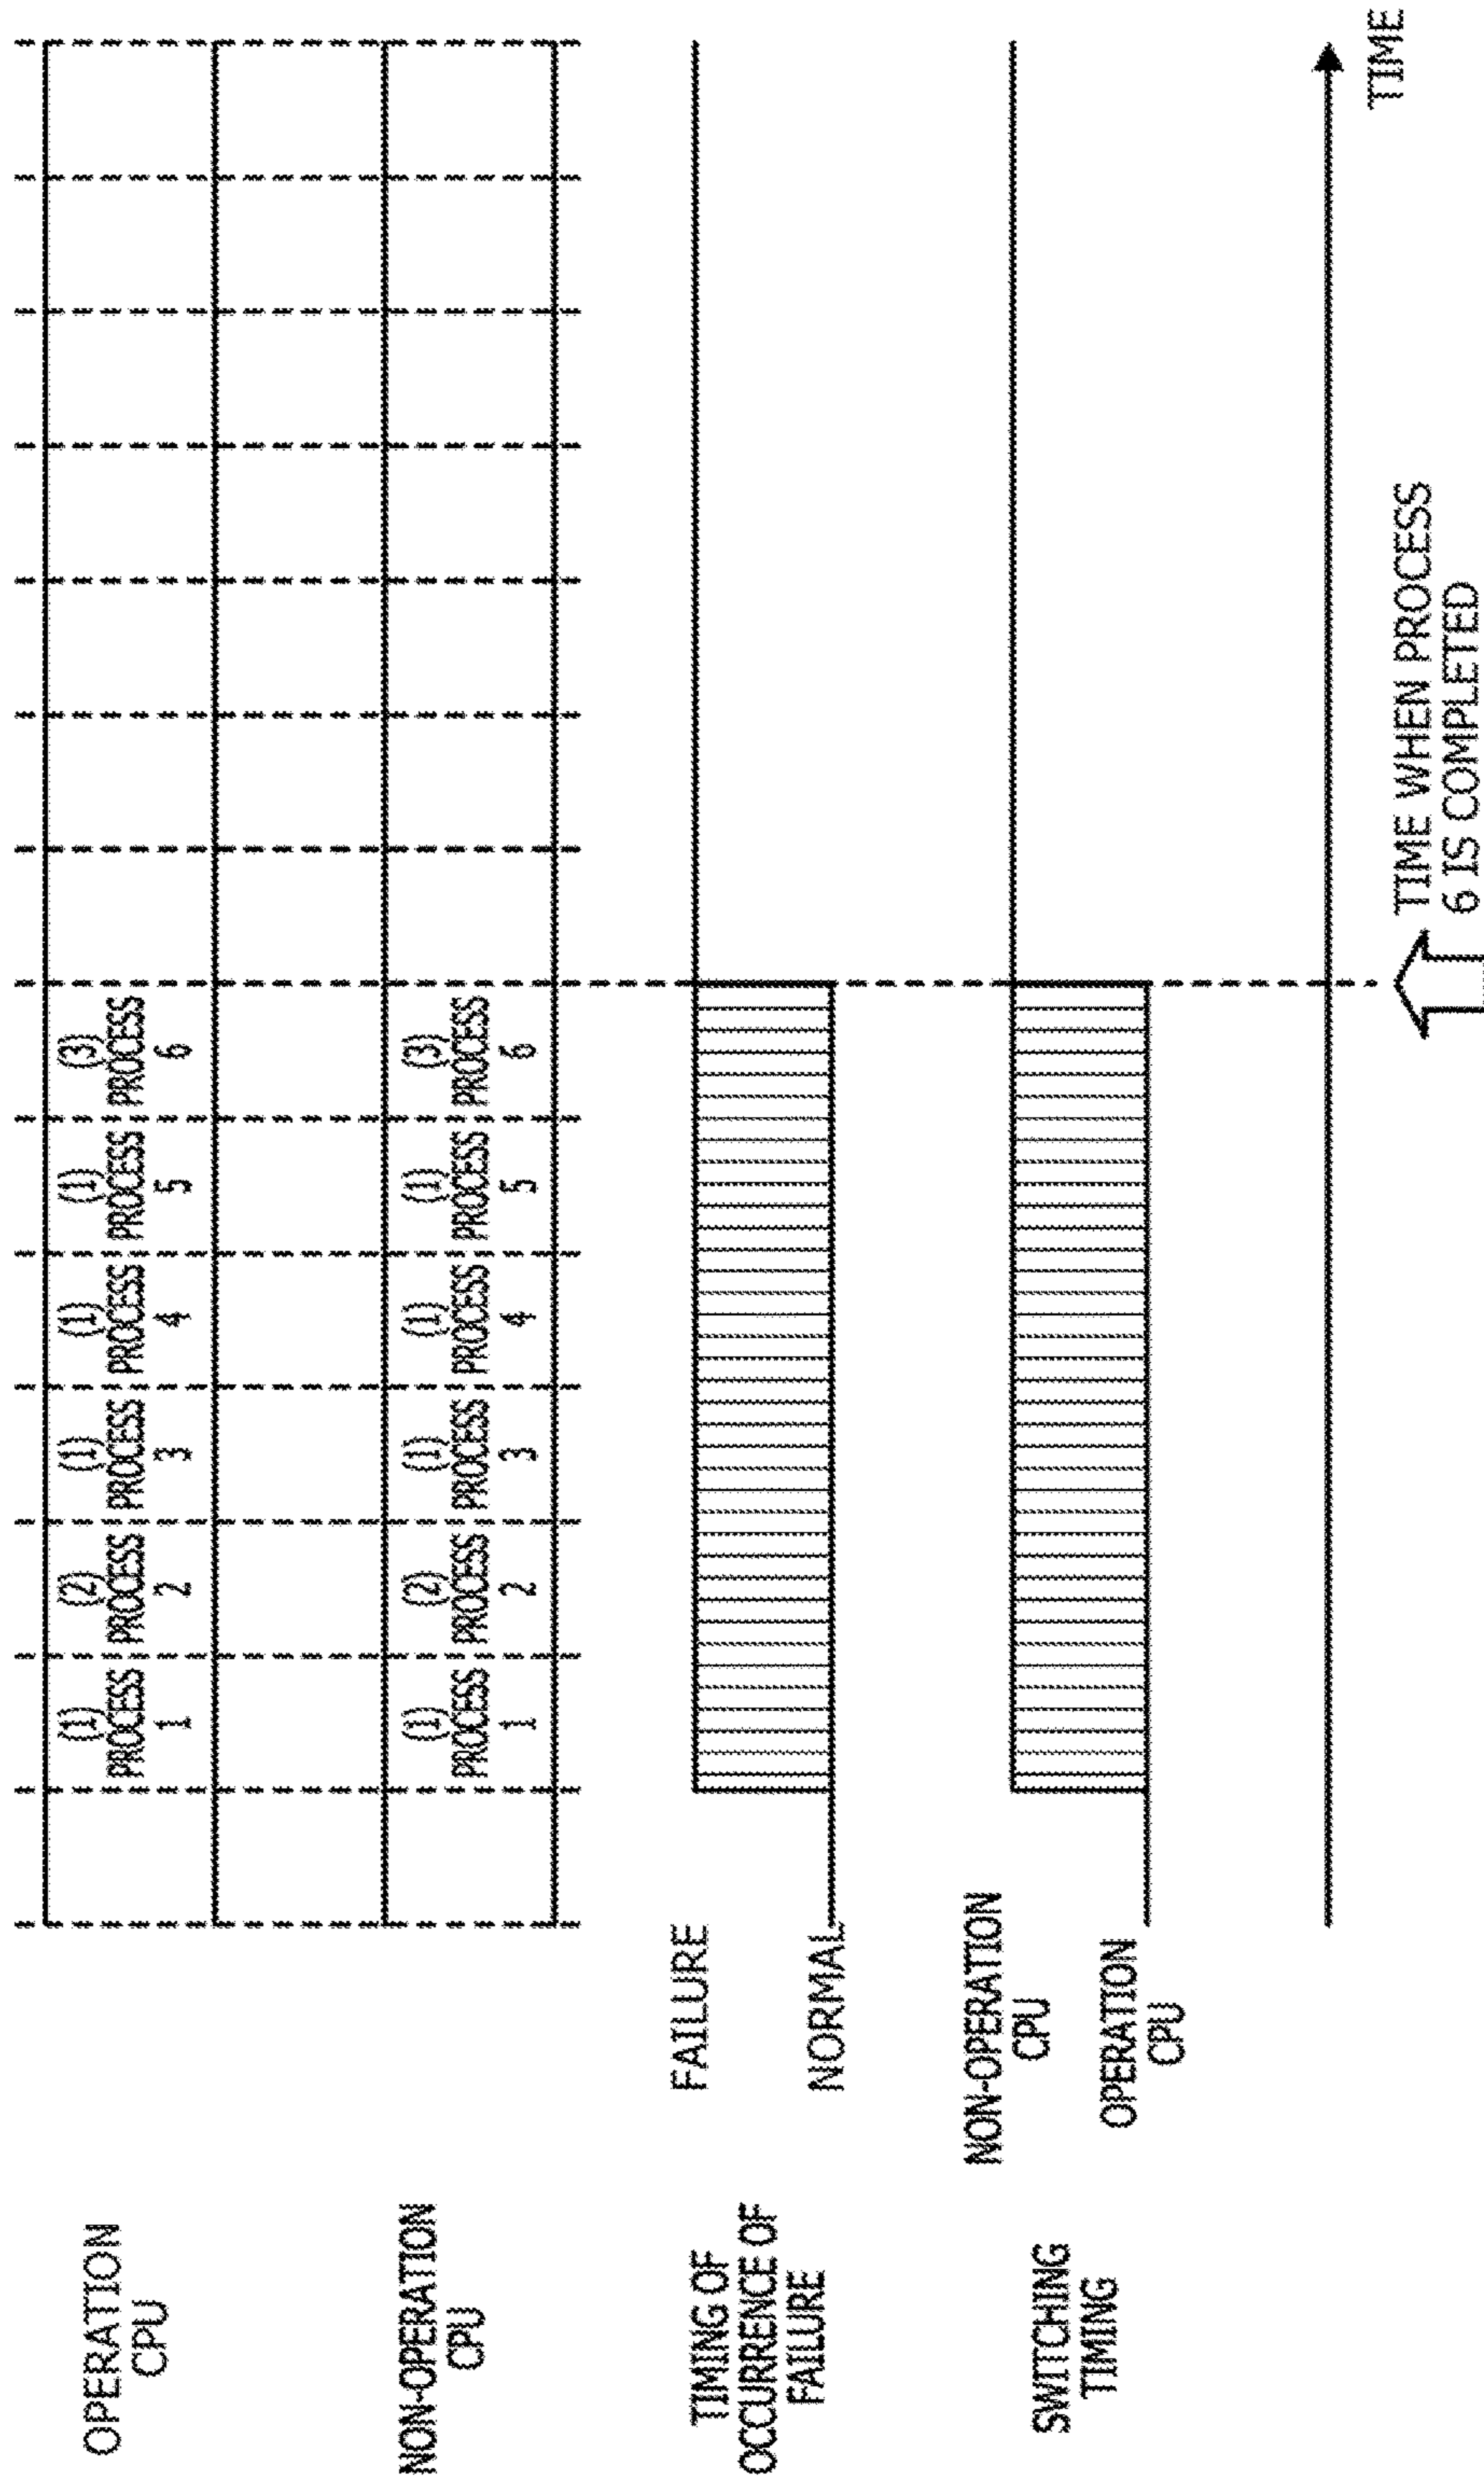 OPERATION
CPU
(1)
PROCESS
1
(2)
PROCESS
2
(1)
PROCESS
3
(1)
PROCESS
4
(1)
PROCESS
5
(3)
PROCESS
6
NON-OPERATION
CPU
(1)
PROCESS
1
(2)
PROCESS
2
(1)
PROCESS
3
(1)
PROCESS
4
(1)
PROCESS
5
(3)
PROCESS
6
TIMING OF
OCCURRENCE OF
FAILURE
FAILURE
NORMAL
SWITCHING
TIMING
NON-OPERATION
CPU
OPERATION
CPU
TIME
TIME WHEN PROCESS
6 IS COMPLETED